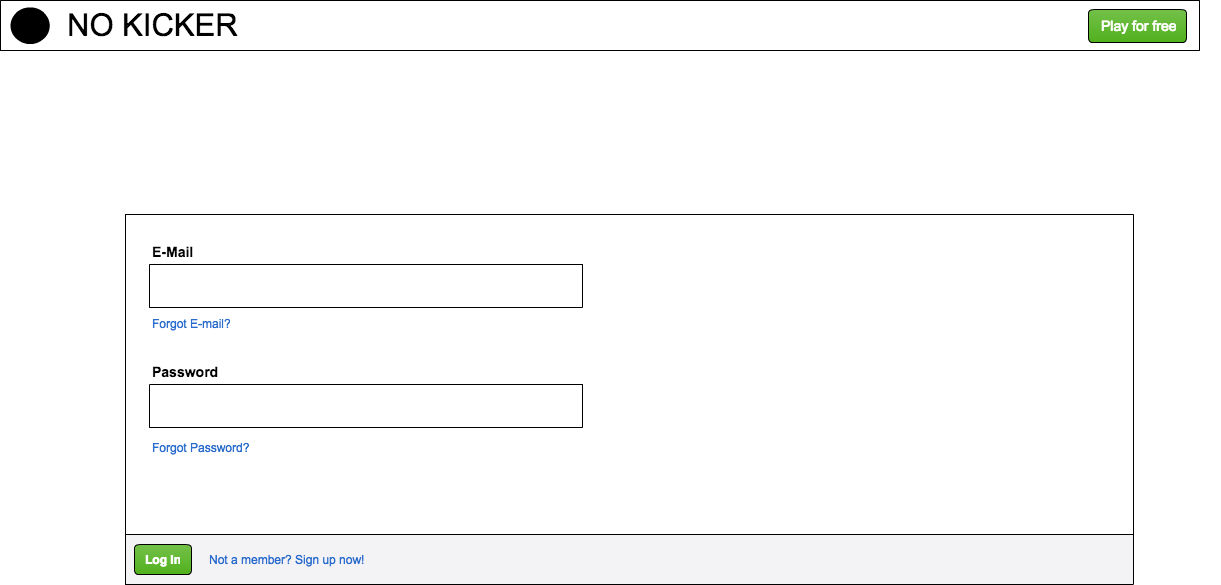 NO KICKER
Play for free
E-Mail
Forgot E-mail?
Password
Forgot Password?
Log In
Not a member? Sign up now!